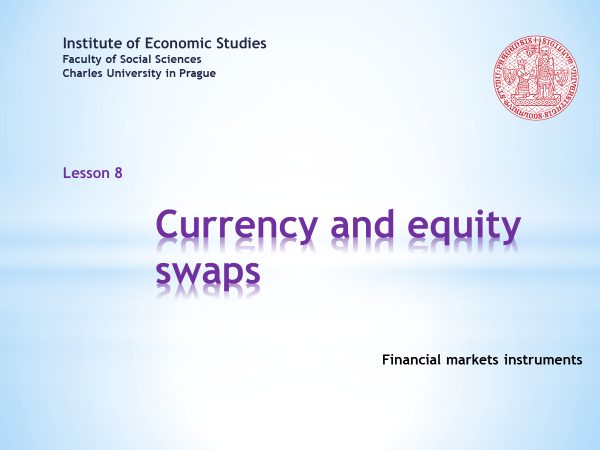 Institute of Economic Studies
Faculty of Social Sciences
Charles University in Prague
Lesson 8
Currency and equity
swaps
Financial markets instruments